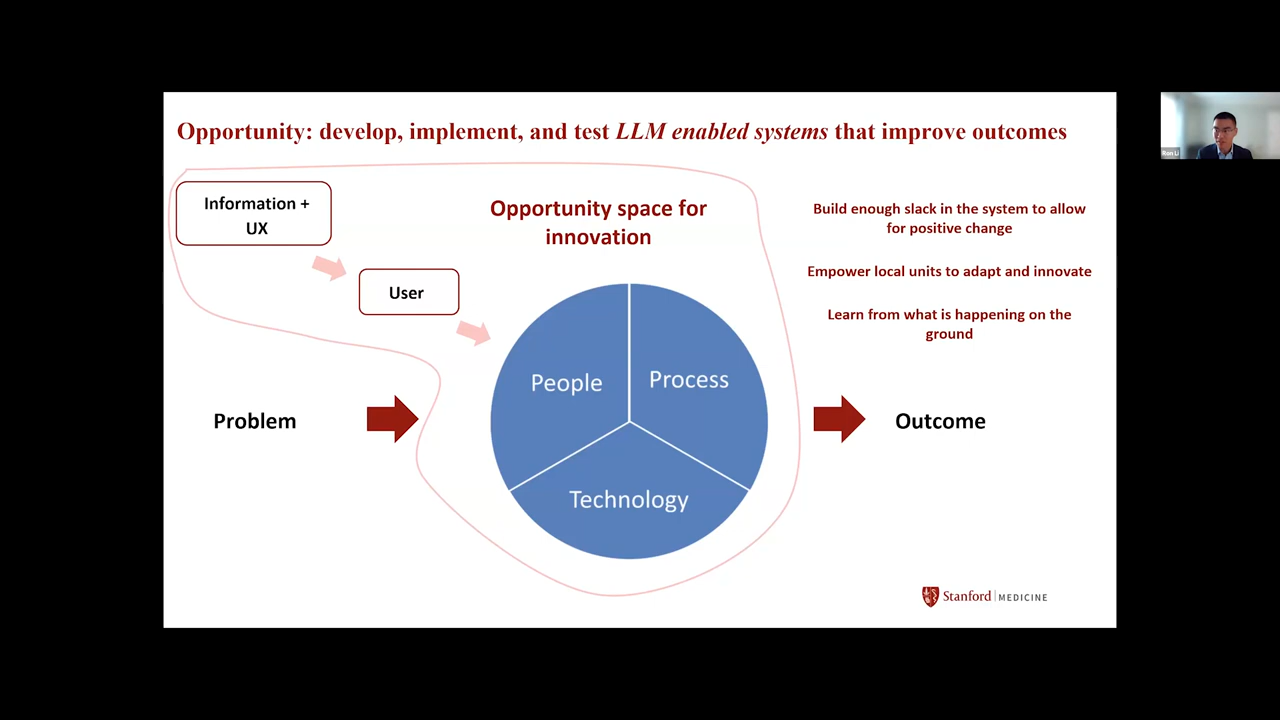 Opportunity: develop, implement, and test LLM enabled systems that improve outcomes
Information +
UX
User
Opportunity space for
innovation
People
Process
Technology
Problem
Outcome
Build enough slack in the system to allow
for positive change
Empower local units to adapt and innovate
Learn from what is happening on the
ground
Stanford | MEDICINE
Ron Li